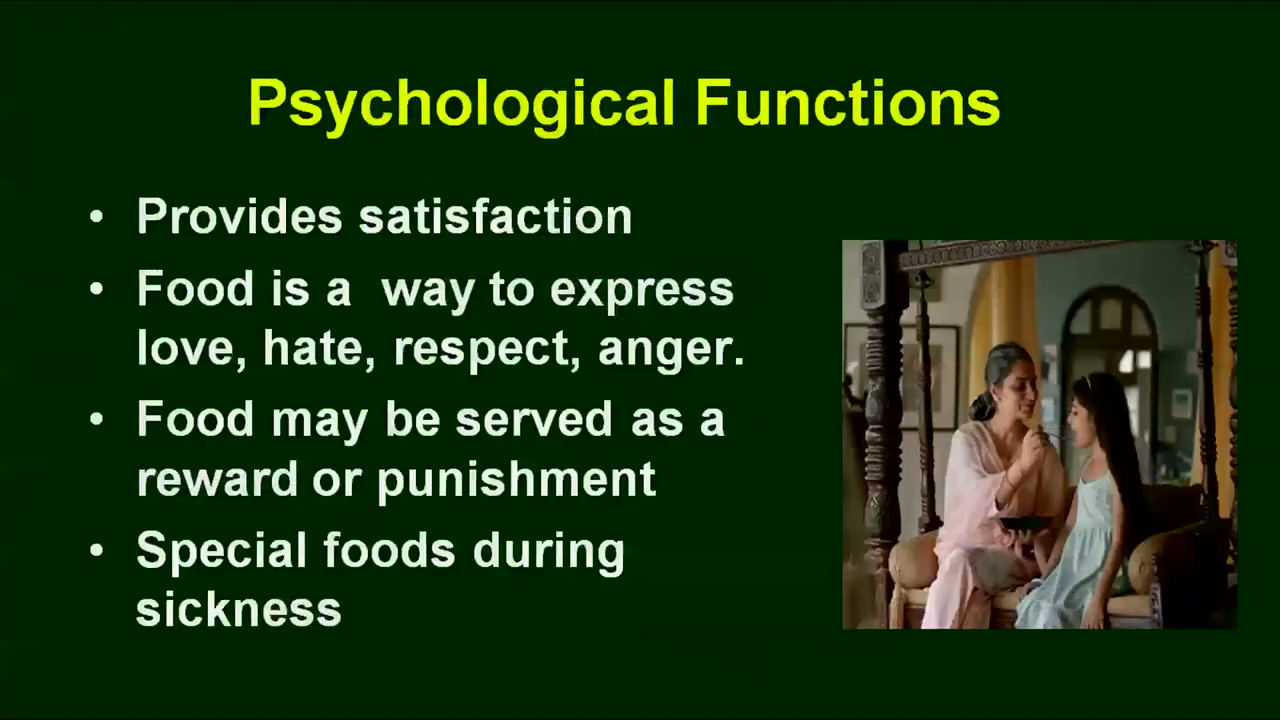 Psychological Functions
• Provides satisfaction
• Food is a  way to express
love, hate, respect, anger.
• Food may be served as a
reward or punishment
• Special foods during
sickness